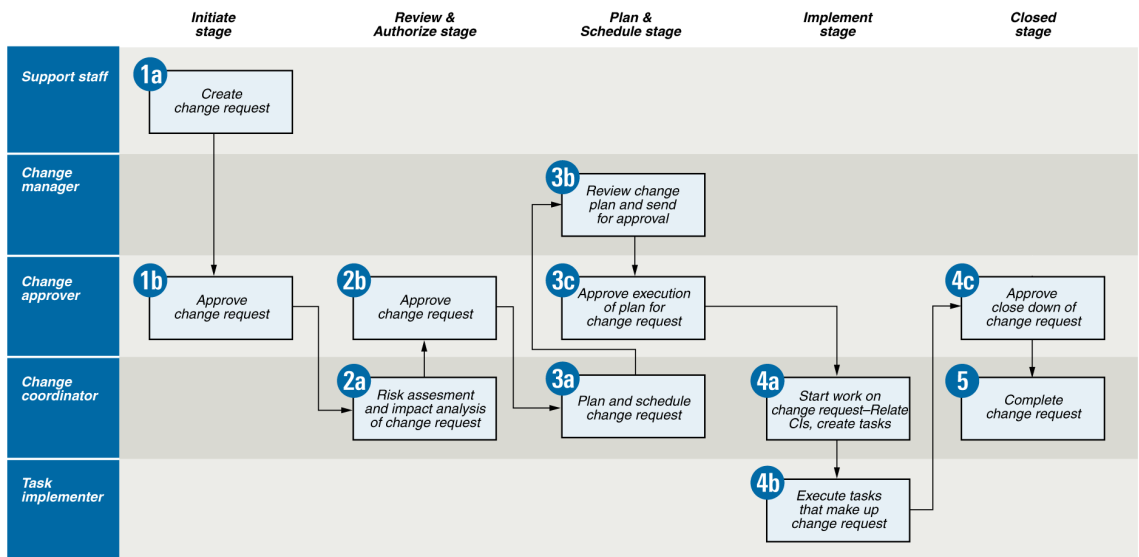 Initiate
stage
Review &
Authorize stage
Plan &
Schedule stage
Implement
stage
Closed
stage
Support staff
1a
Create
change request
Change
manager
3b
Review change
plan and send
for approval
Change
approver
1b
Approve
change request
2b
Approve
change request
3c
Approve execution
of plan for
change request
4c
Approve
close down of
change request
Change
coordinator
2a
Risk assesment
and impact analysis
of change request
3a
Plan and schedule
change request
4a
Start work on
change request–Relate
CIs, create tasks
5
Complete
change request
Task
implementer
4b
Execute tasks
that make up
change request